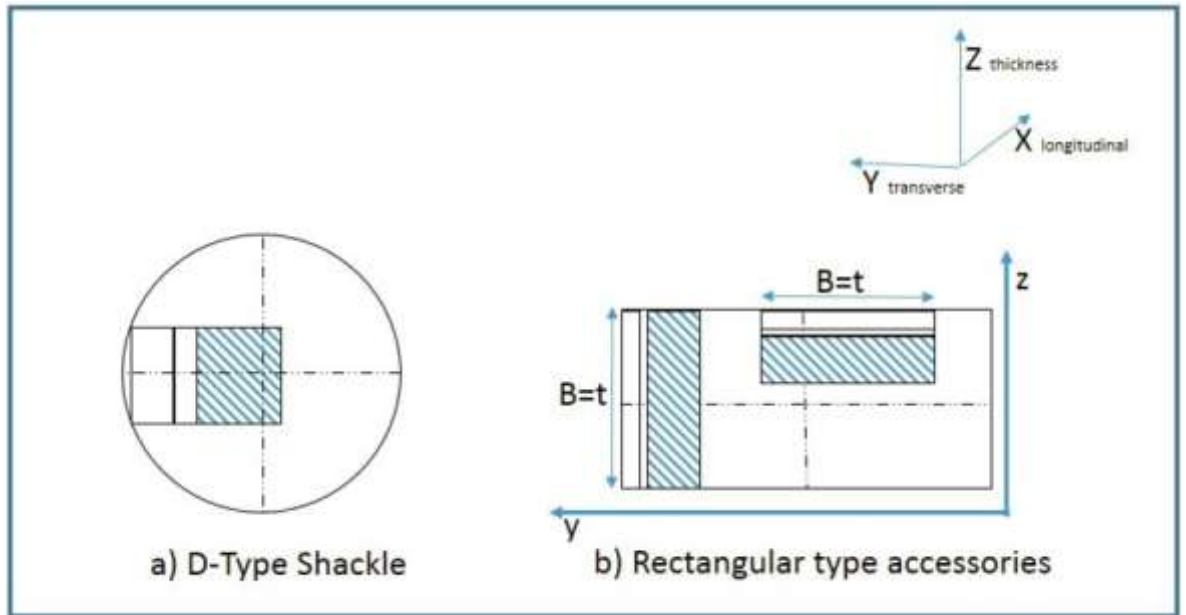 Z thickness
X longitudinal
Y transverse
B=t
z
B=t
y
a) D-Type Shackle
b) Rectangular type accessories